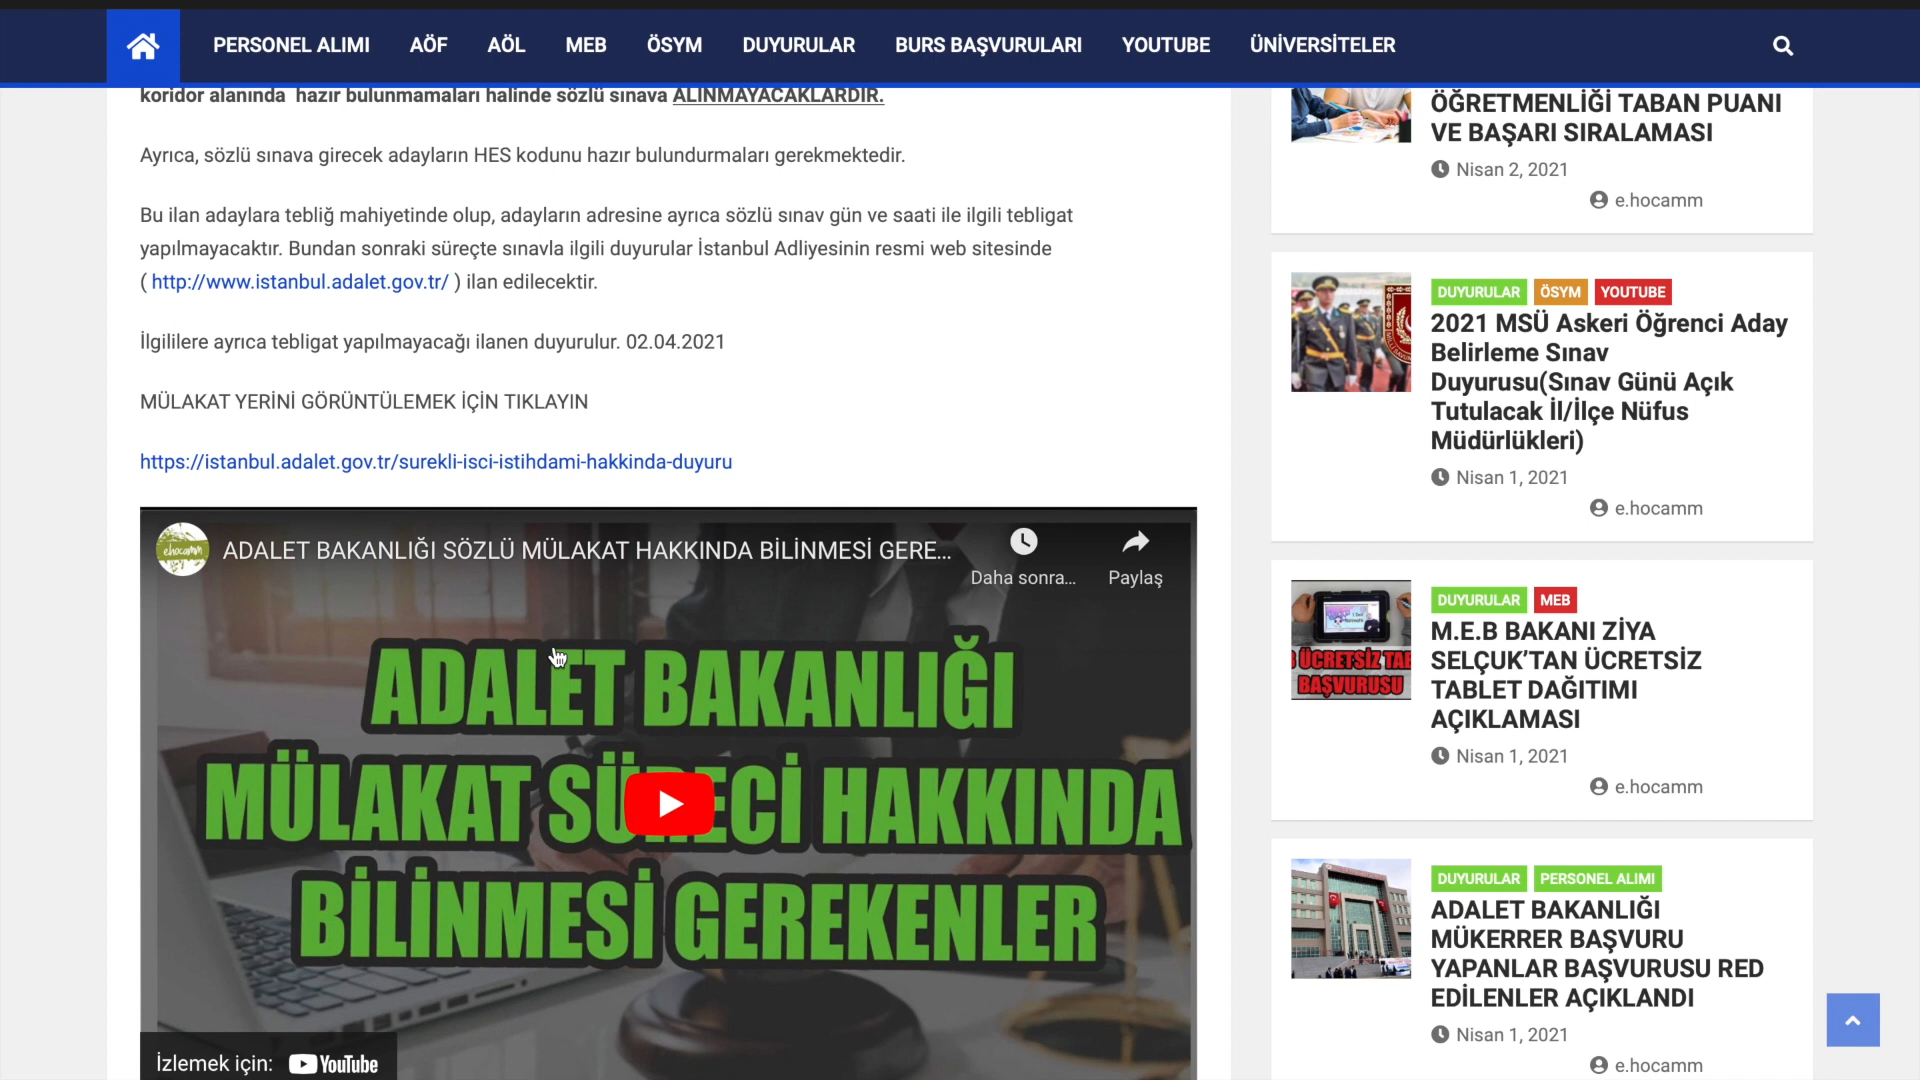 PERSONEL ALIMI AÖF AÖL MEB ÖSYM DUYURULAR BURS BAŞVURULARI YOUTUBE ÜNİVERSİTELER
koridor alanında hazır bulunmamaları halinde sözlü sınava ALINMAYACAKLARDIR.
Ayrıca, sözlü sınava girecek adayların HES kodunu hazır bulundurmaları gerekmektedir.
Bu ilan adaylara tebliğ mahiyetinde olup, adayların adresine ayrıca sözlü sınav gün ve saati ile ilgili tebligat
yapılmayacaktır. Bundan sonraki süreçte sınavla ilgili duyurular İstanbul Adliyesinin resmi web sitesinde
( http://www.istanbul.adalet.gov.tr/ ) ilan edilecektir.
İlgililere ayrıca tebligat yapılmayacağı ilanen duyurulur. 02.04.2021
MÜLAKAT YERİNİ GÖRÜNTÜLEMEK İÇİN TIKLAYIN
https://istanbul.adalet.gov.tr/surekli-isci-istihdami-hakkinda-duyuru
ehocamm
ADALET BAKANLIĞI SÖZLÜ MÜLAKAT HAKKINDA BİLİNMESİ GERE...
Daha sonra...
Paylaş
ADALET BAKANLIĞI
MÜLAKAT SÜRECİ HAKKINDA
BİLİNMESİ GEREKENLER
İzlemek için: YouTube
ÖĞRETMENLİĞİ TABAN PUANI
VE BAŞARI SIRALAMASI
Nisan 2, 2021
e.hocamm
DUYURULAR ÖSYM YOUTUBE
2021 MSÜ Askeri Öğrenci Aday
Belirleme Sınav
Duyurusu(Sınav Günü Açık
Tutulacak İl/İlçe Nüfus
Müdürlükleri)
Nisan 1, 2021
e.hocamm
ÜCRETSİZ TAB
BAŞVURUSU
DUYURULAR MEB
M.E.B BAKANI ZİYA
SELÇUK’TAN ÜCRETSİZ
TABLET DAĞITIMI
AÇIKLAMASI
Nisan 1, 2021
e.hocamm
DUYURULAR PERSONEL ALIMI
ADALET BAKANLIĞI
MÜKERRER BAŞVURU
YAPANLAR BAŞVURUSU RED
EDİLENLER AÇIKLANDI
Nisan 1, 2021
e.hocamm